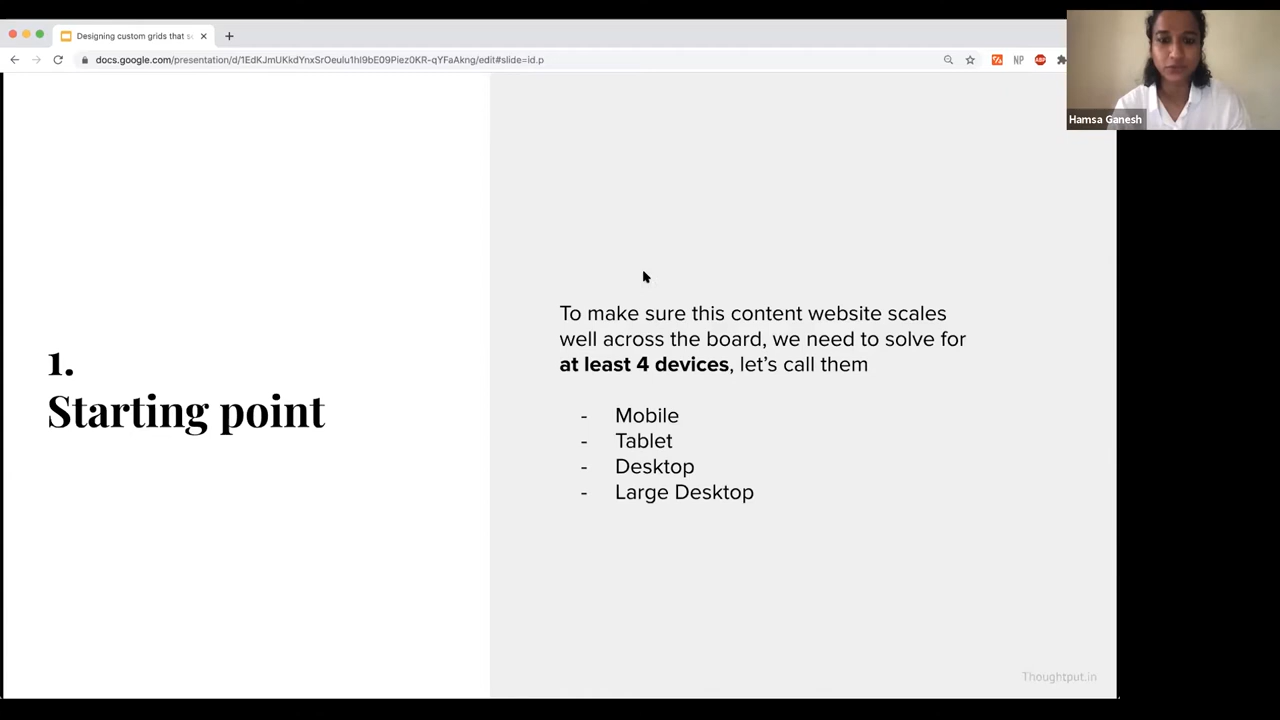 Designing custom grids that s
docs.google.com/presentation/d/1EdKJmUKkdYnxSrOeulu1hI9bE09Piez0KR-qYFaAkng/edit#slide=id.p
NP
ABP
Hamsa Ganesh
1.
Starting point
To make sure this content website scales
well across the board, we need to solve for
at least 4 devices, let’s call them
- Mobile
- Tablet
- Desktop
- Large Desktop
Thoughtput.in